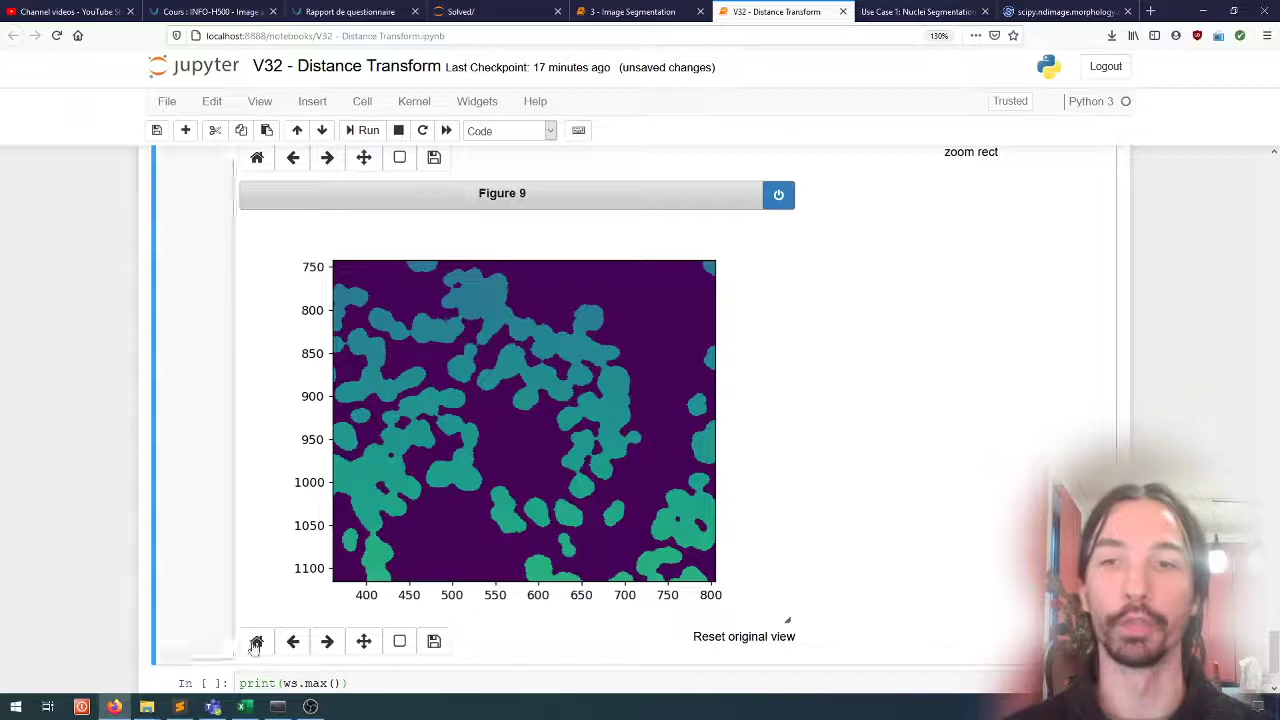 Channel videos - YouTube St
Cours : INFO-H500 - Image a
Rapport de questionnaire
Solved/
3 - Image Segmentation
V32 - Distance Transform
Use Case 1: Nuclei Segmentation
scipy.ndimage.morphology.d
localhost:8888/notebooks/V32 - Distance Transform.ipynb
130%
jupyter
V32 - Distance Transform
Last Checkpoint: 17 minutes ago (unsaved changes)
Logout
File
Edit
View
Insert
Cell
Kernel
Widgets
Help
Trusted
Python 3
Run
Code
zoom rect
Figure 9
750
800
850
900
950
1000
1050
1100
400 450 500 550 600 650 700 750 800
Reset original view
In [ ]: print(ws.max())